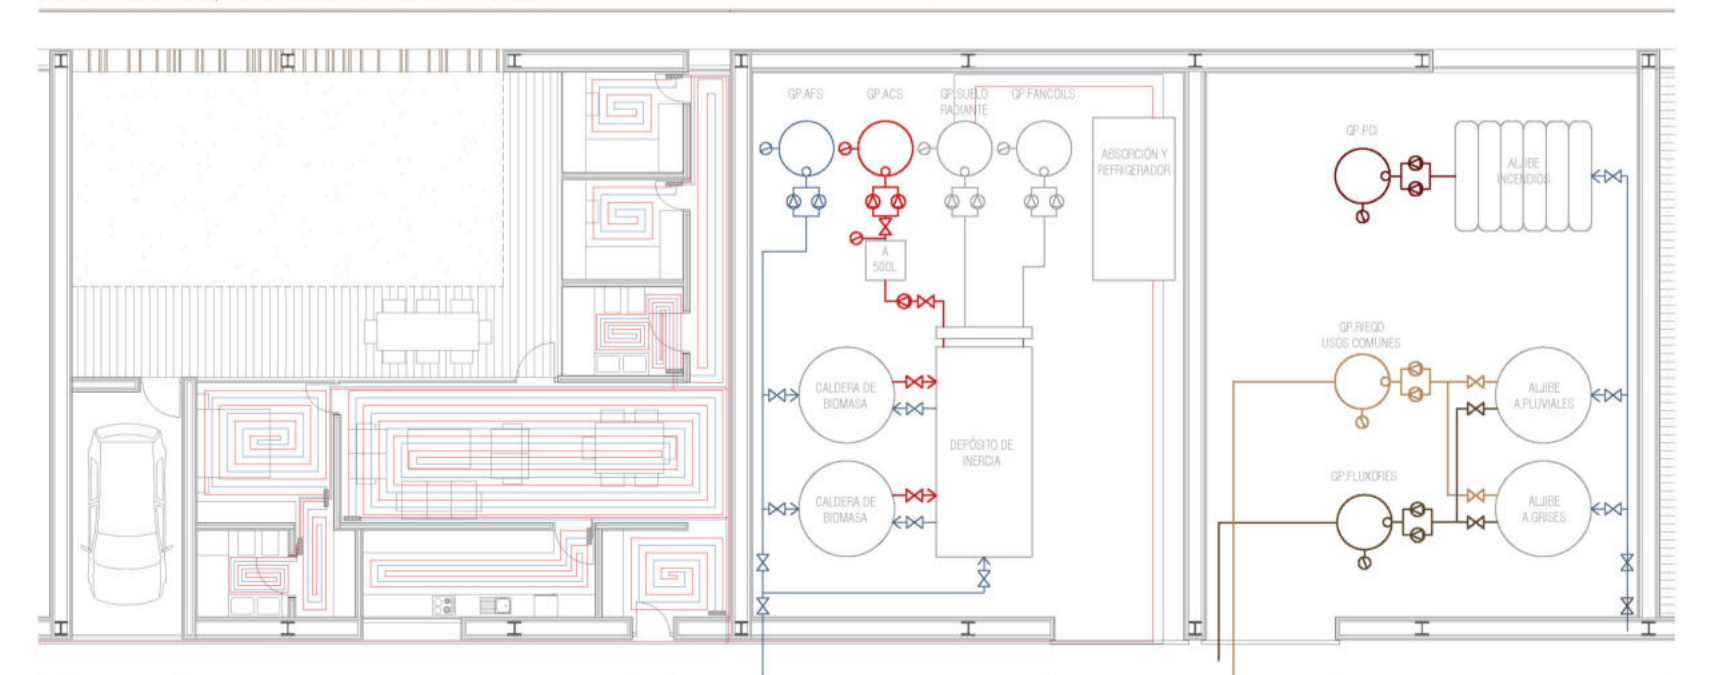 GP.AFS
GP.ACS
GP.SUELO
RADIANTE
GP.FANCOILS
ABSORCIÓN Y
REFRIGERADOR
A
500L
CALDERA DE
BIOMASA
CALDERA DE
BIOMASA
DEPÓSITO DE
INERCIA
GP.PCI
ALJIBE
INCENDIOS
GP.RIEGO
USOS COMUNES
ALJIBE
A.PLUVIALES
GP.FLUXORES
ALJIBE
A.GRISES